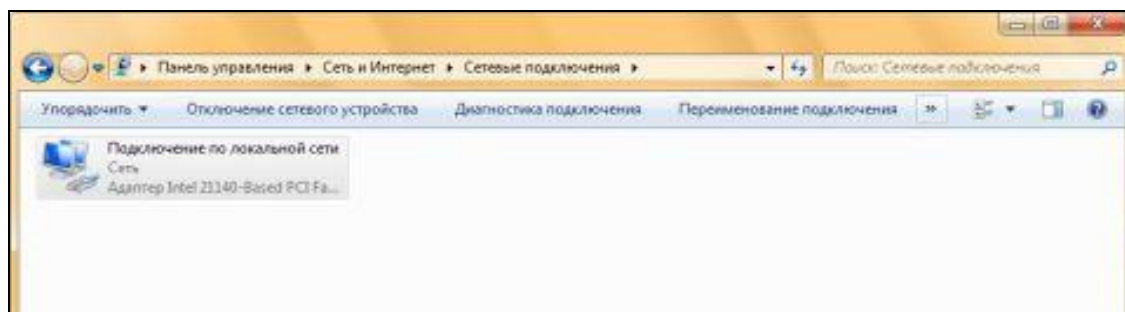 Панель управления ▸ Сеть и Интернет ▸ Сетевые подключения ▸
Поиск: Сетевые подключения
Упорядочить ▾ Отключение сетевого устройства Диагностика подключения Переименование подключения »
Подключение по локальной сети
Сеть
Адаптер Intel 21140-Based PCI Fa...